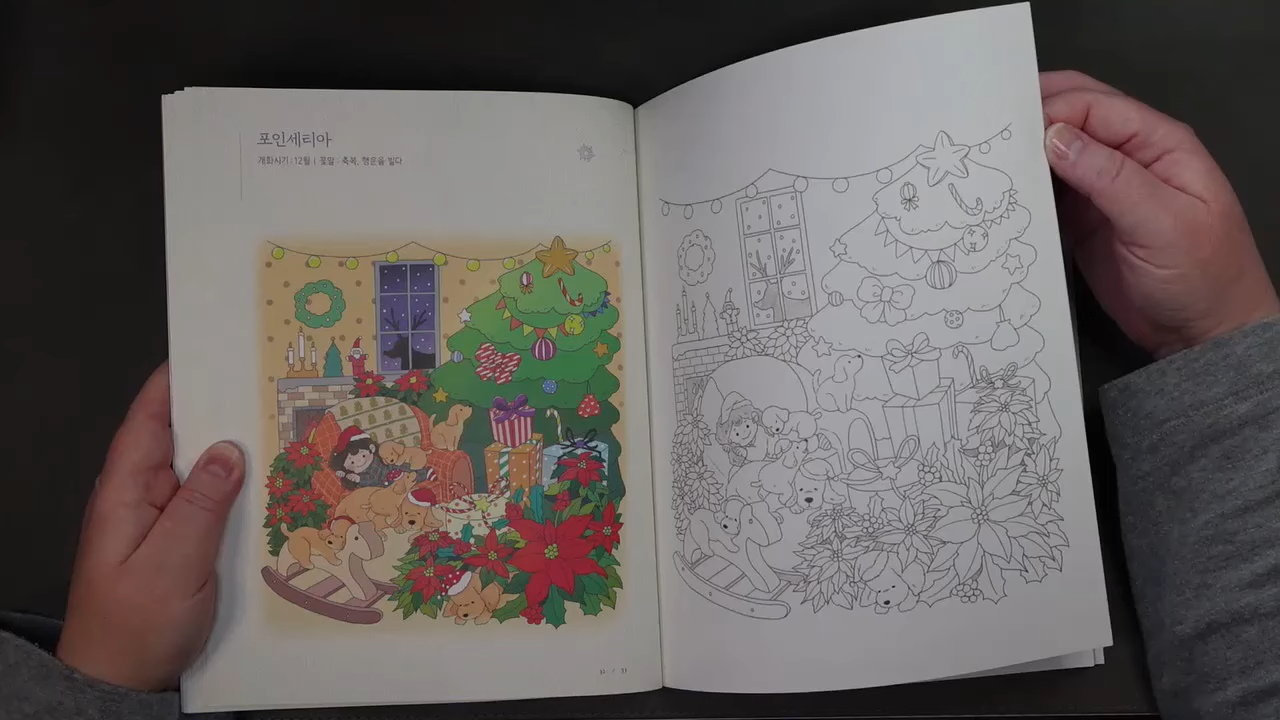 포인세티아
개화시기 : 12월 | 꽃말 : 축복, 행운을 빌다